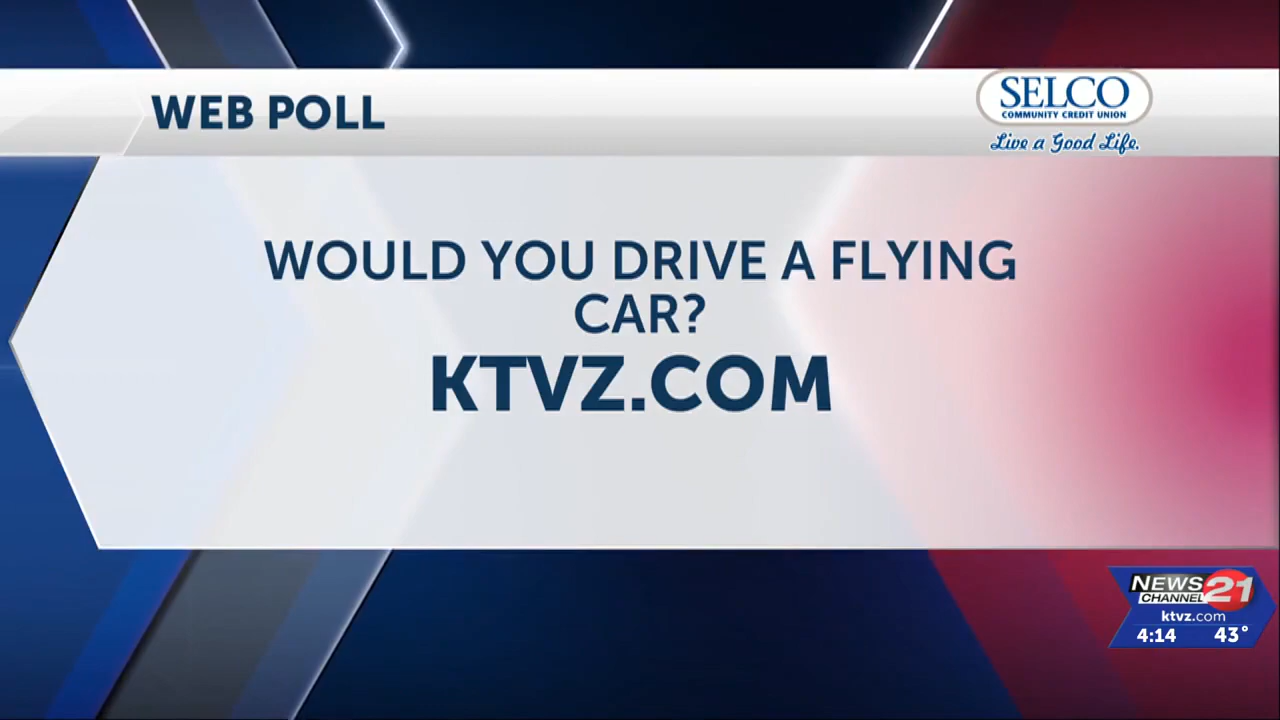 WEB POLL
SELCO
COMMUNITY CREDIT UNION
Live a Good Life.
WOULD YOU DRIVE A FLYING
CAR?
KTVZ.COM
NEWS
CHANNEL 21
ktvz.com
4:14 43°